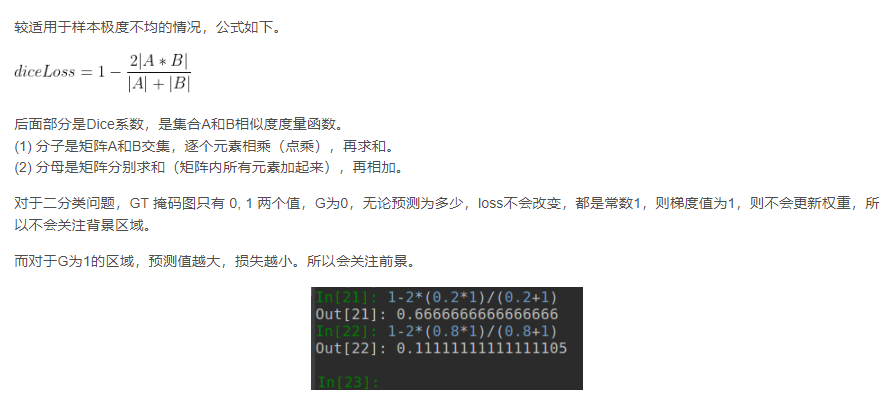 较适用于样本极度不均的情况，公式如下。
diceLoss = 1 − 2|A ∗ B| / |A| + |B|
后面部分是Dice系数，是集合A和B相似度度量函数。
(1) 分子是矩阵A和B交集，逐个元素相乘（点乘），再求和。
(2) 分母是矩阵分别求和（矩阵内所有元素加起来），再相加。
对于二分类问题，GT 掩码图只有 0, 1 两个值，G为0，无论预测为多少，loss不会改变，都是常数1，则梯度值为1，则不会更新权重，所
以不会关注背景区域。
而对于G为1的区域，预测值越大，损失越小。所以会关注前景。
In[21]: 1-2*(0.2*1)/(0.2+1)
Out[21]: 0.6666666666666666
In[22]: 1-2*(0.8*1)/(0.8+1)
Out[22]: 0.11111111111111105
In[23]: